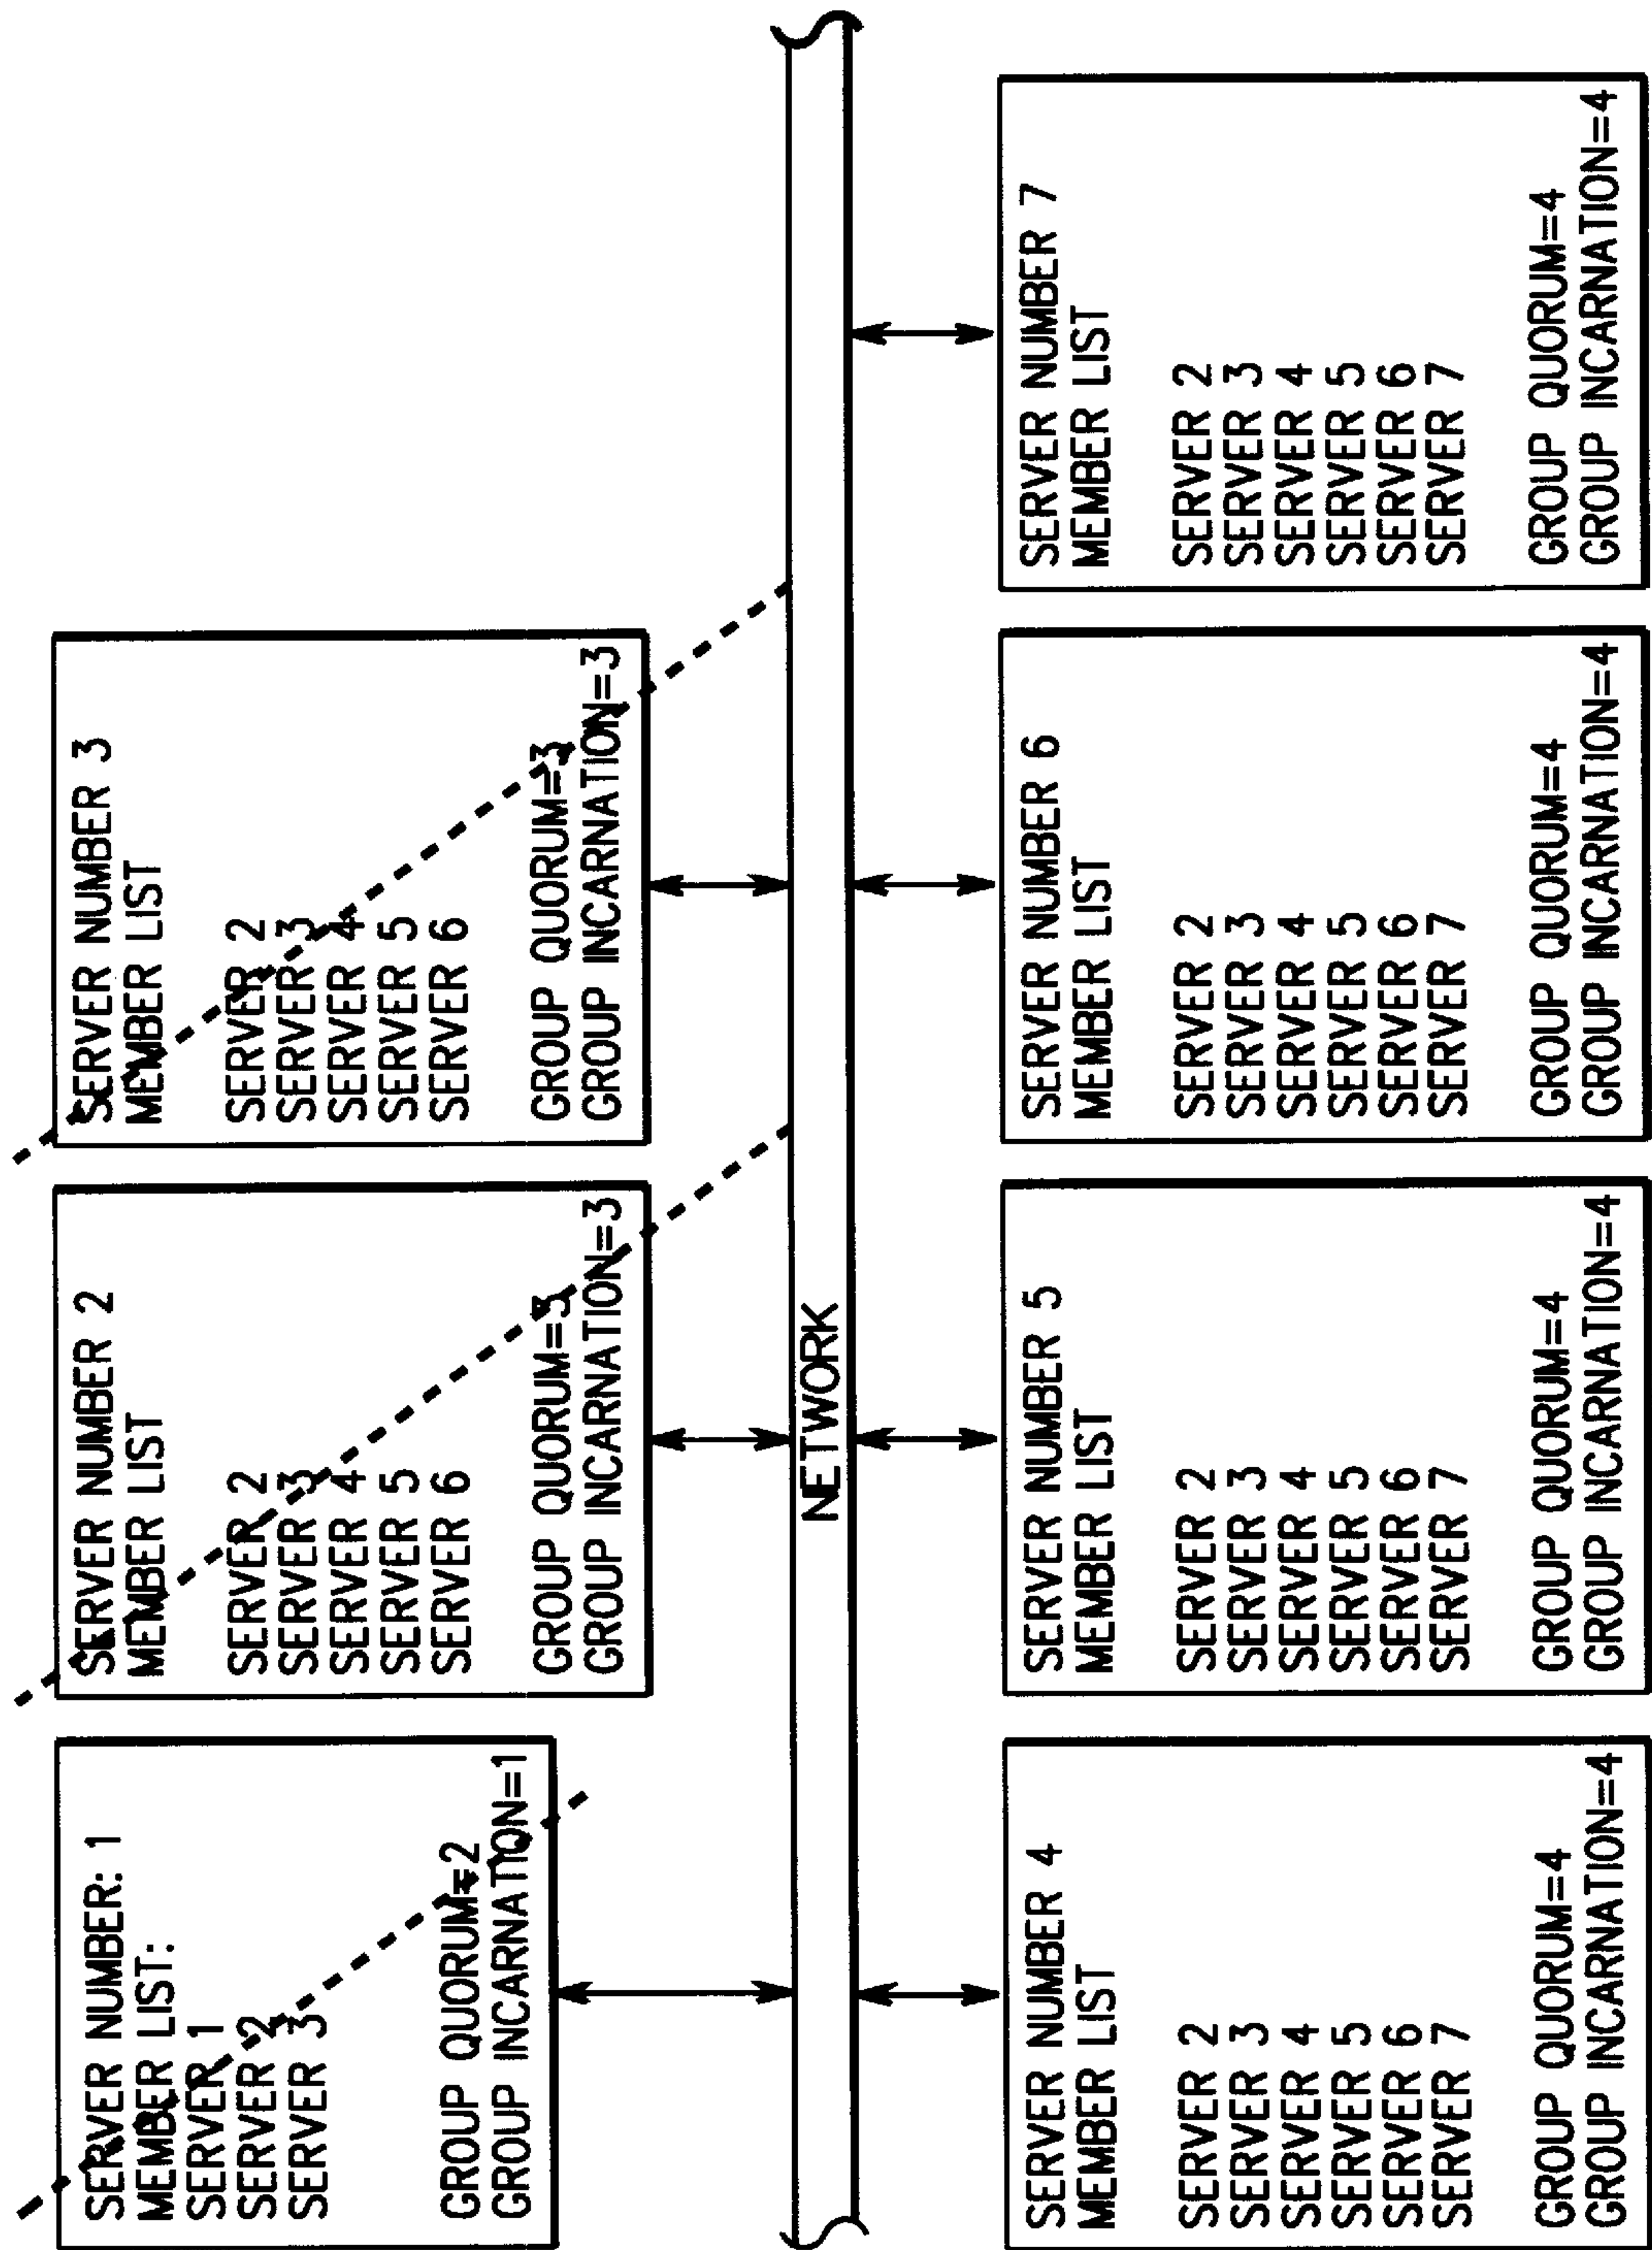 SERVER NUMBER: 1
MEMBER LIST:
SERVER 1
SERVER 2
SERVER 3
GROUP QUORUM=2
GROUP INCARNATION=1
SERVER NUMBER 2
MEMBER LIST
SERVER 2
SERVER 3
SERVER 4
SERVER 5
SERVER 6
GROUP QUORUM=3
GROUP INCARNATION=3
SERVER NUMBER 3
MEMBER LIST
SERVER 2
SERVER 3
SERVER 4
SERVER 5
SERVER 6
GROUP QUORUM=3
GROUP INCARNATION=3
NETWORK
SERVER NUMBER 4
MEMBER LIST
SERVER 2
SERVER 3
SERVER 4
SERVER 5
SERVER 6
SERVER 7
GROUP QUORUM=4
GROUP INCARNATION=4
SERVER NUMBER 5
MEMBER LIST
SERVER 2
SERVER 3
SERVER 4
SERVER 5
SERVER 6
SERVER 7
GROUP QUORUM=4
GROUP INCARNATION=4
SERVER NUMBER 6
MEMBER LIST
SERVER 2
SERVER 3
SERVER 4
SERVER 5
SERVER 6
SERVER 7
GROUP QUORUM=4
GROUP INCARNATION=4
SERVER NUMBER 7
MEMBER LIST
SERVER 2
SERVER 3
SERVER 4
SERVER 5
SERVER 6
SERVER 7
GROUP QUORUM=4
GROUP INCARNATION=4